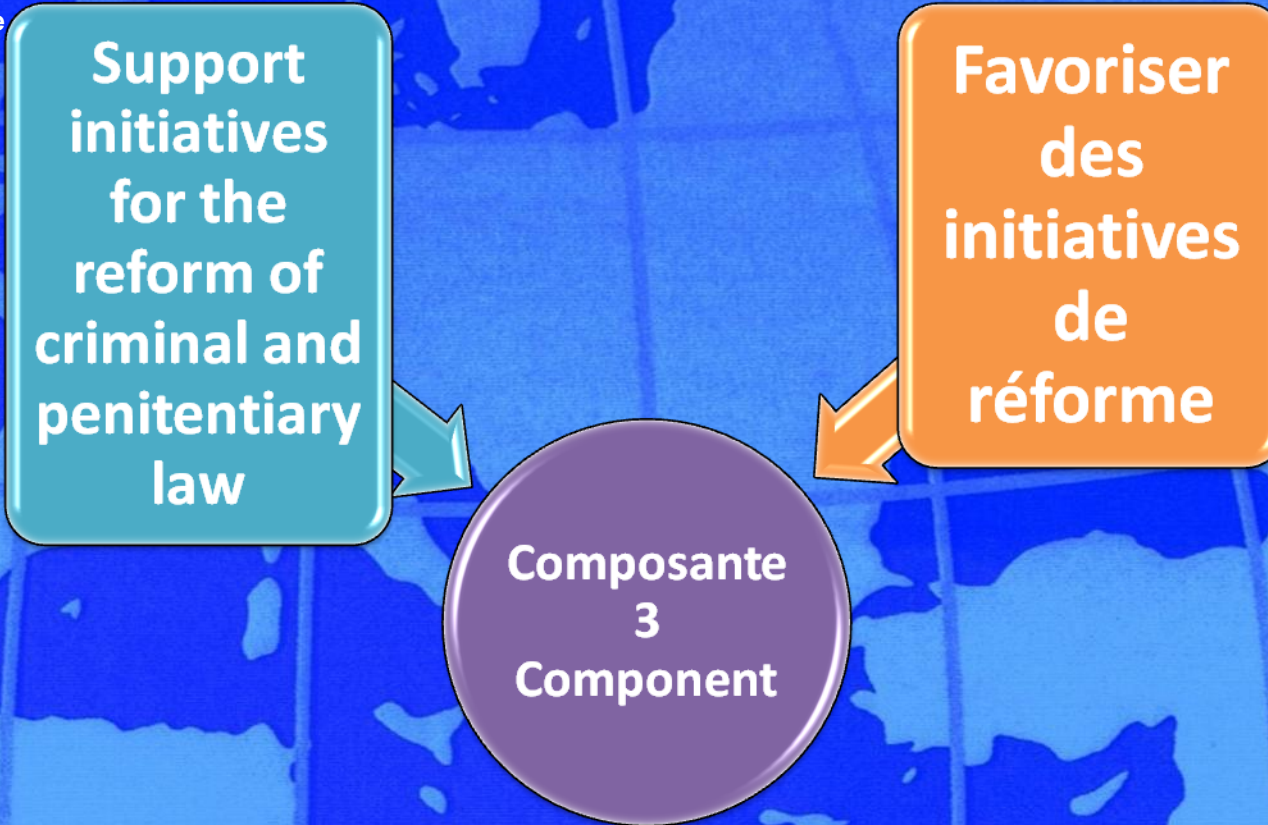 e
Support
initiatives
for the
reform of
criminal and
penitentiary
law
Favoriser
des
initiatives
de
réforme
Composante
3
Component